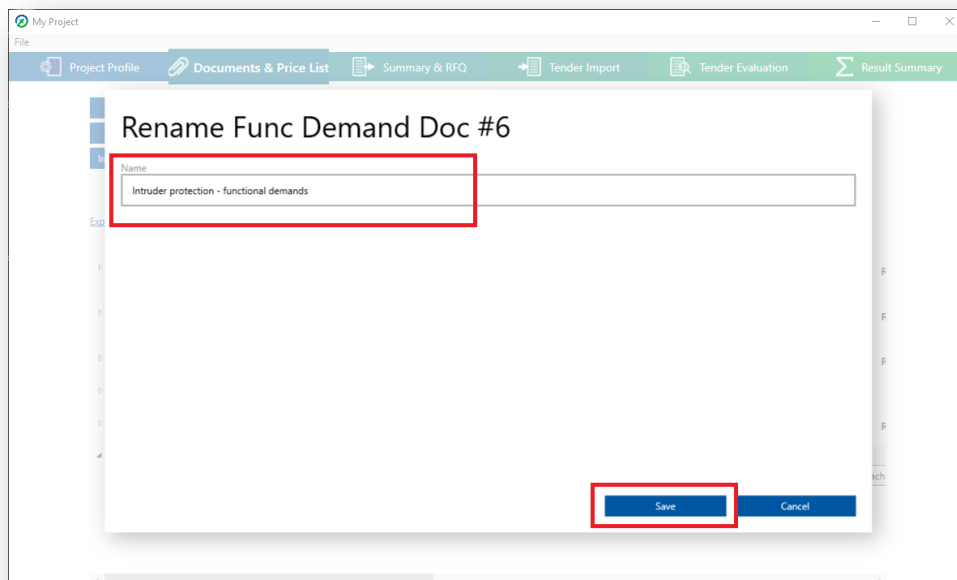 My Project
File
Project Profile
Documents & Price List
Summary & RFQ
Tender Import
Tender Evaluation
Result Summary
Rename Func Demand Doc #6
Name
Intruder protection - functional demands
Save
Cancel